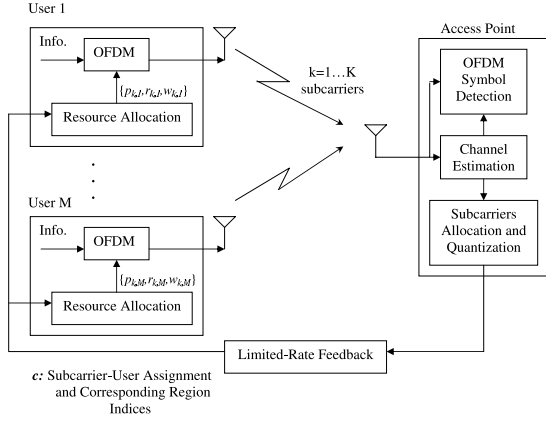 User 1
Info.
OFDM
{p_{k,1}, r_{k,1}, w_{k,1}}
Resource Allocation
k=1…K
subcarriers
Access Point
OFDM
Symbol
Detection
Channel
Estimation
Subcarriers
Allocation and
Quantization
User M
Info.
OFDM
{p_{k,M}, r_{k,M}, w_{k,M}}
Resource Allocation
Limited-Rate Feedback
c: Subcarrier-User Assignment
and Corresponding Region
Indices